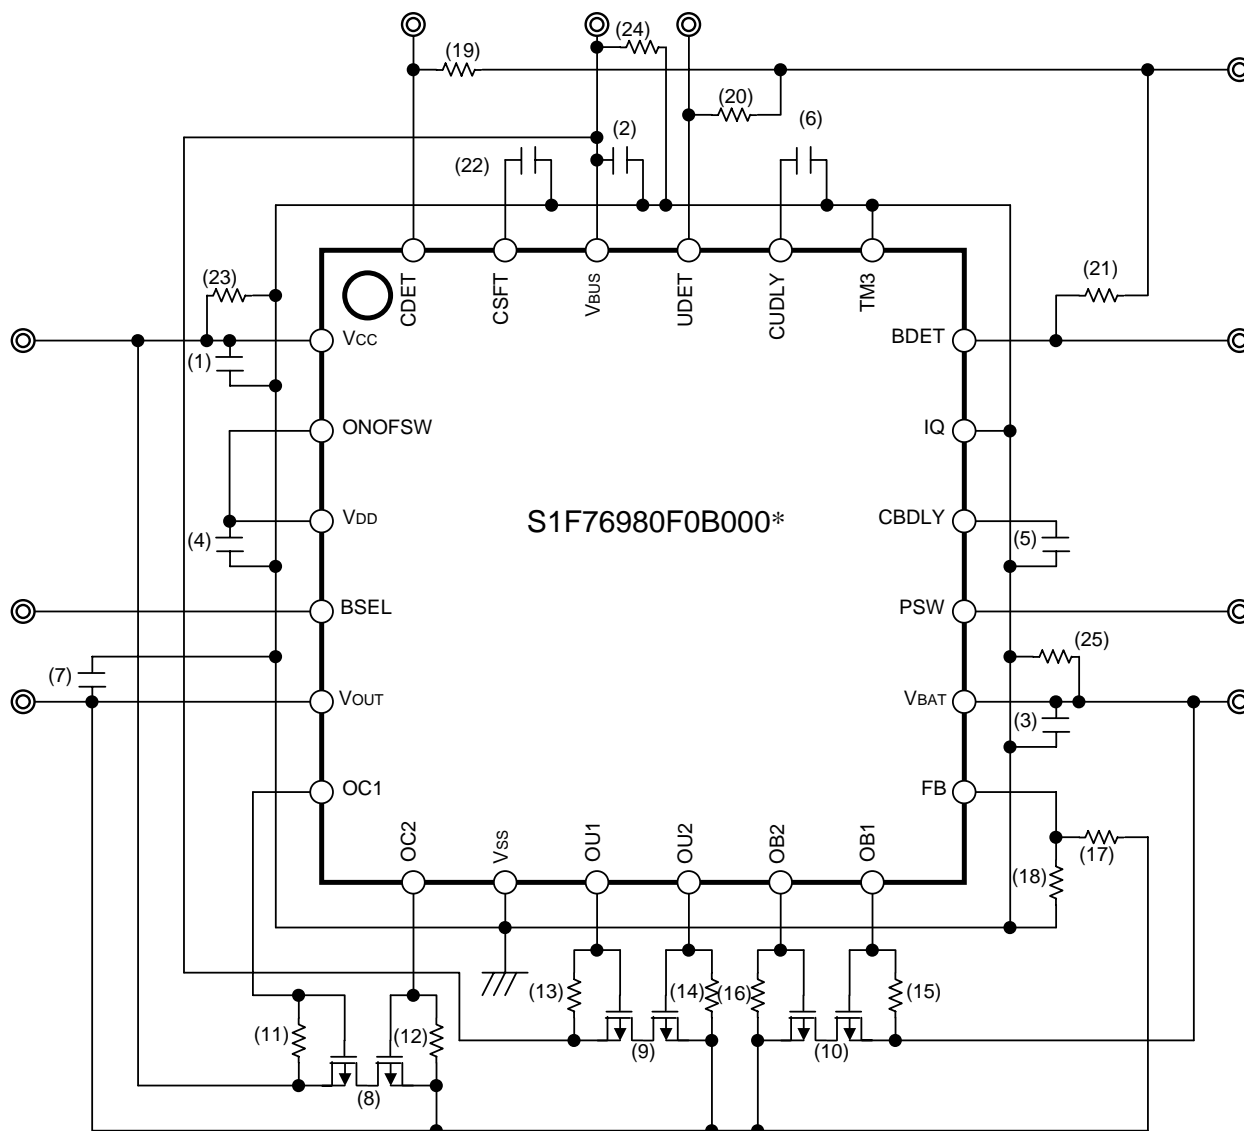 (24)
(19)
(20)
(6)
(2)
(22)
(23)
(21)
CDET
CSFT
VBUS
UDET
CUDLY
TM3
VCC
BDET
(1)
ONOFSW
IQ
VDD
S1F76980F0B000*
CBDLY
(4)
(5)
BSEL
PSW
(25)
(7)
VOUT
VBAT
(3)
OC1
FB
OC2
VSS
OU1
OU2
OB2
OB1
(17)
(18)
(13)
(14)
(16)
(15)
(11)
(12)
(9)
(10)
(8)